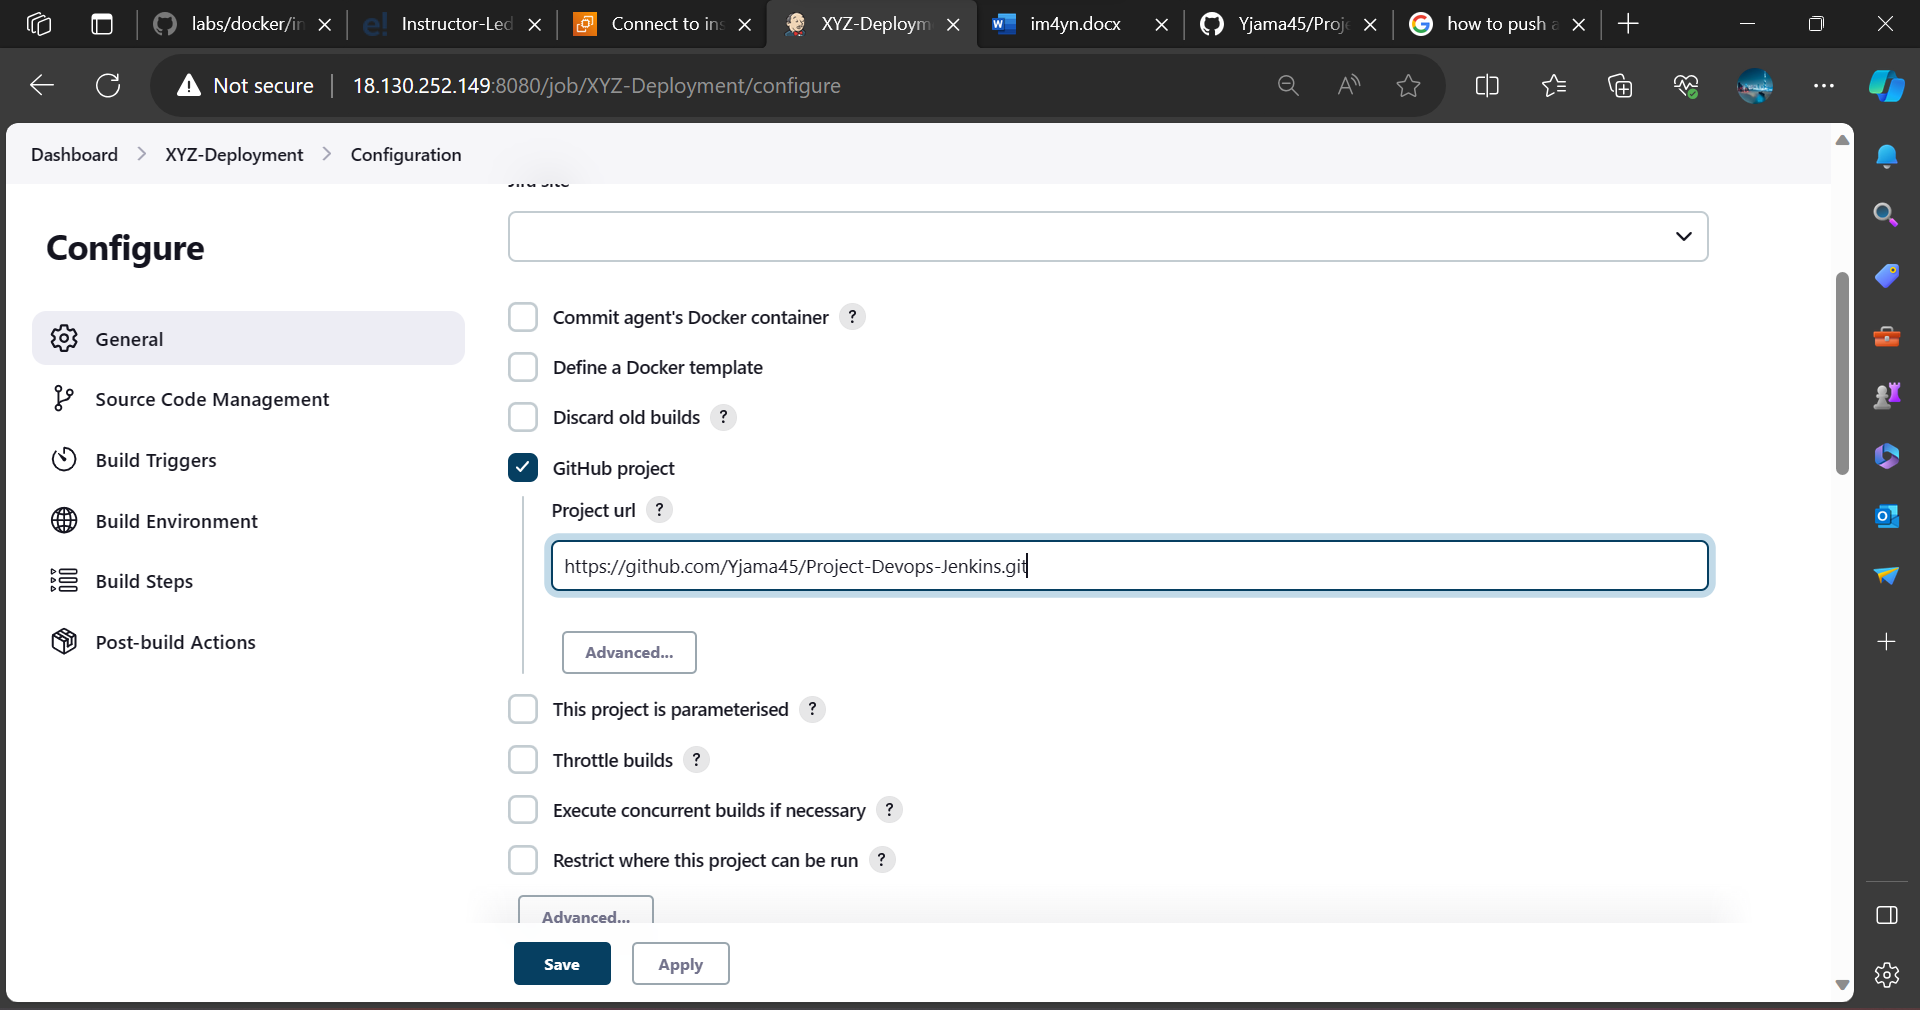 labs/docker/in
Instructor-Led
Connect to ins
XYZ-Deploym
im4yn.docx
Yjama45/Proje
how to push a
Not secure
18.130.252.149:8080/job/XYZ-Deployment/configure
Dashboard
XYZ-Deployment
Configuration
Configure
General
Source Code Management
Build Triggers
Build Environment
Build Steps
Post-build Actions
Jira site
Commit agent's Docker container ?
Define a Docker template
Discard old builds ?
GitHub project
Project url ?
https://github.com/Yjama45/Project-Devops-Jenkins.git
Advanced...
This project is parameterised ?
Throttle builds ?
Execute concurrent builds if necessary ?
Restrict where this project can be run ?
Advanced...
Save
Apply